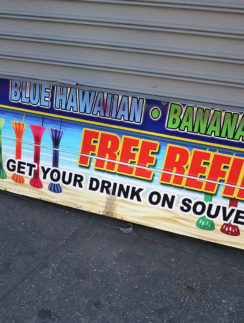 BLUE HAWAIIAN • BANANA
FREE REFI
GET YOUR DRINK ON SOUVE